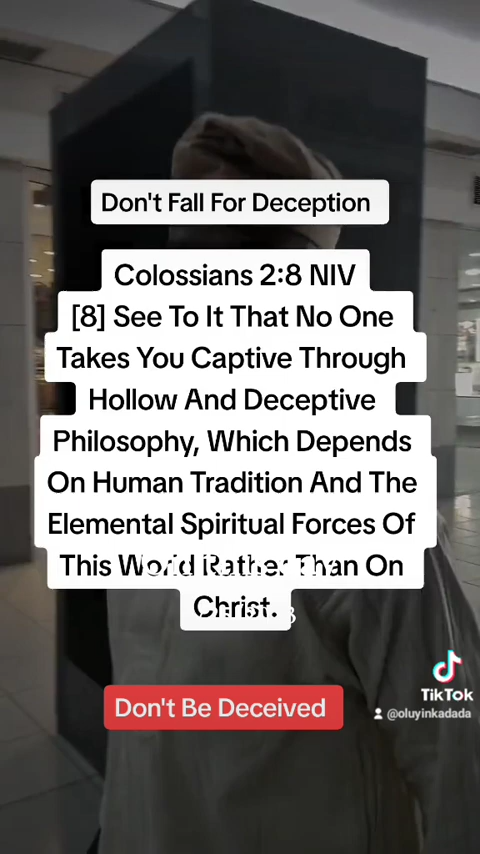 Don't Fall For Deception
Colossians 2:8 NIV
[8] See To It That No One
Takes You Captive Through
Hollow And Deceptive
Philosophy, Which Depends
On Human Tradition And The
Elemental Spiritual Forces Of
This World Rather Than On
Christ.
Don't Be Deceived
TikTok
@oluyinkadada